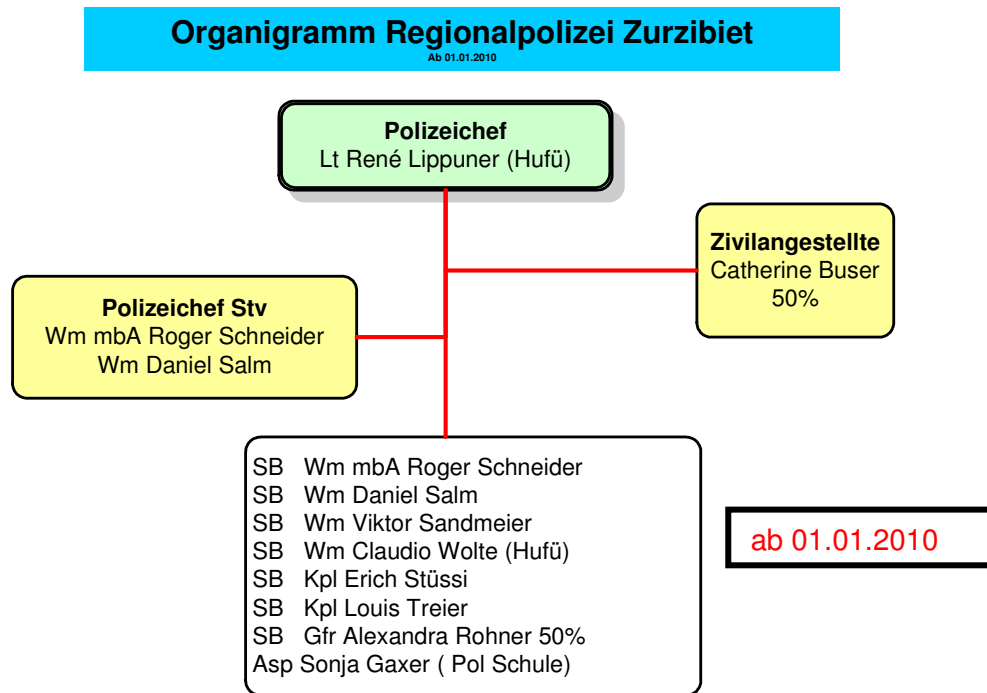 Organigramm Regionalpolizei Zurzibiet
Ab 01.01.2010
Polizeichef
Lt René Lippuner (Hufü)
Zivilangestellte
Catherine Buser
50%
Polizeichef Stv
Wm mbA Roger Schneider
Wm Daniel Salm
SB Wm mbA Roger Schneider
SB Wm Daniel Salm
SB Wm Viktor Sandmeier
SB Wm Claudio Wolte (Hufü)
SB Kpl Erich Stüssi
SB Kpl Louis Treier
SB Gfr Alexandra Rohner 50%
Asp Sonja Gaxer ( Pol Schule)
ab 01.01.2010